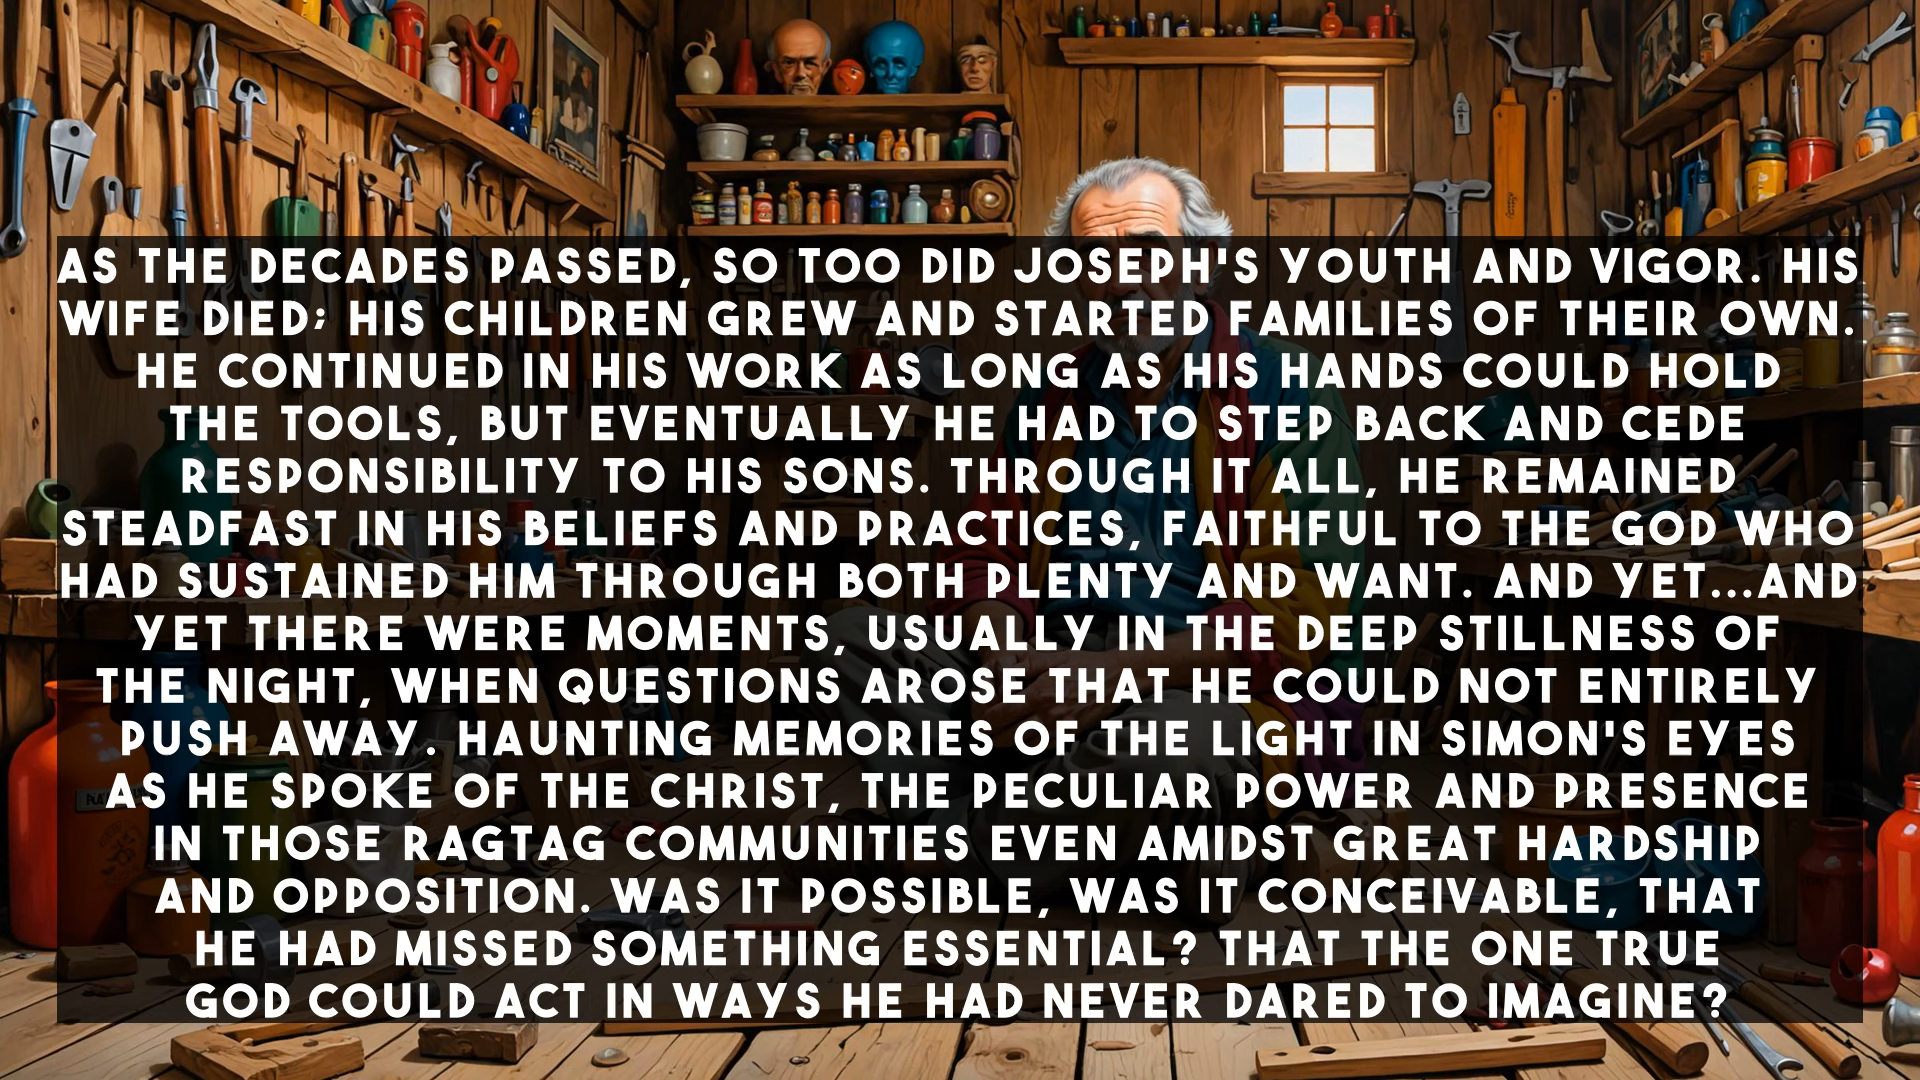 AS THE DECADES PASSED, SO TOO DID JOSEPH'S YOUTH AND VIGOR. HIS
WIFE DIED; HIS CHILDREN GREW AND STARTED FAMILIES OF THEIR OWN.
HE CONTINUED IN HIS WORK AS LONG AS HIS HANDS COULD HOLD
THE TOOLS, BUT EVENTUALLY HE HAD TO STEP BACK AND CEDE
RESPONSIBILITY TO HIS SONS. THROUGH IT ALL, HE REMAINED
STEADFAST IN HIS BELIEFS AND PRACTICES, FAITHFUL TO THE GOD WHO
HAD SUSTAINED HIM THROUGH BOTH PLENTY AND WANT. AND YET...AND
YET THERE WERE MOMENTS, USUALLY IN THE DEEP STILLNESS OF
THE NIGHT, WHEN QUESTIONS AROSE THAT HE COULD NOT ENTIRELY
PUSH AWAY. HAUNTING MEMORIES OF THE LIGHT IN SIMON'S EYES
AS HE SPOKE OF THE CHRIST, THE PECULIAR POWER AND PRESENCE
IN THOSE RAGTAG COMMUNITIES EVEN AMIDST GREAT HARDSHIP
AND OPPOSITION. WAS IT POSSIBLE, WAS IT CONCEIVABLE, THAT
HE HAD MISSED SOMETHING ESSENTIAL? THAT THE ONE TRUE
GOD COULD ACT IN WAYS HE HAD NEVER DARED TO IMAGINE?